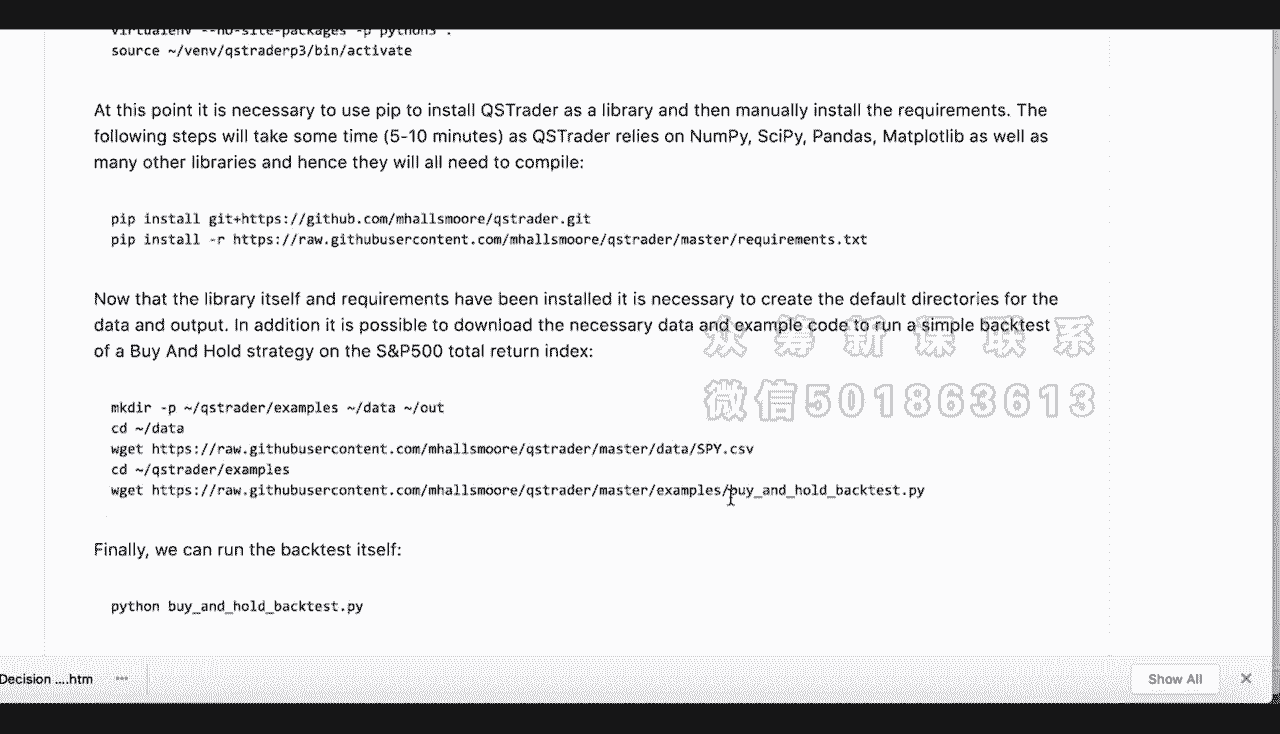 virtualenv --no-site-packages -p python3 .
source ~/venv/qstraderp3/bin/activate
At this point it is necessary to use pip to install QSTrader as a library and then manually install the requirements. The
following steps will take some time (5-10 minutes) as QSTrader relies on NumPy, SciPy, Pandas, Matplotlib as well as
many other libraries and hence they will all need to compile:
pip install git+https://github.com/mhallsmoore/qstrader.git
pip install -r https://raw.githubusercontent.com/mhallsmoore/qstrader/master/requirements.txt
Now that the library itself and requirements have been installed it is necessary to create the default directories for the
data and output. In addition it is possible to download the necessary data and example code to run a simple backtest
of a Buy And Hold strategy on the S&P500 total return index:
众筹新课联系
微信501863613
mkdir -p ~/qstrader/examples ~/data ~/out
cd ~/data
wget https://raw.githubusercontent.com/mhallsmoore/qstrader/master/data/SPY.csv
cd ~/qstrader/examples
wget https://raw.githubusercontent.com/mhallsmoore/qstrader/master/examples/buy_and_hold_backtest.py
Finally, we can run the backtest itself:
python buy_and_hold_backtest.py
Decision ....htm
Show All